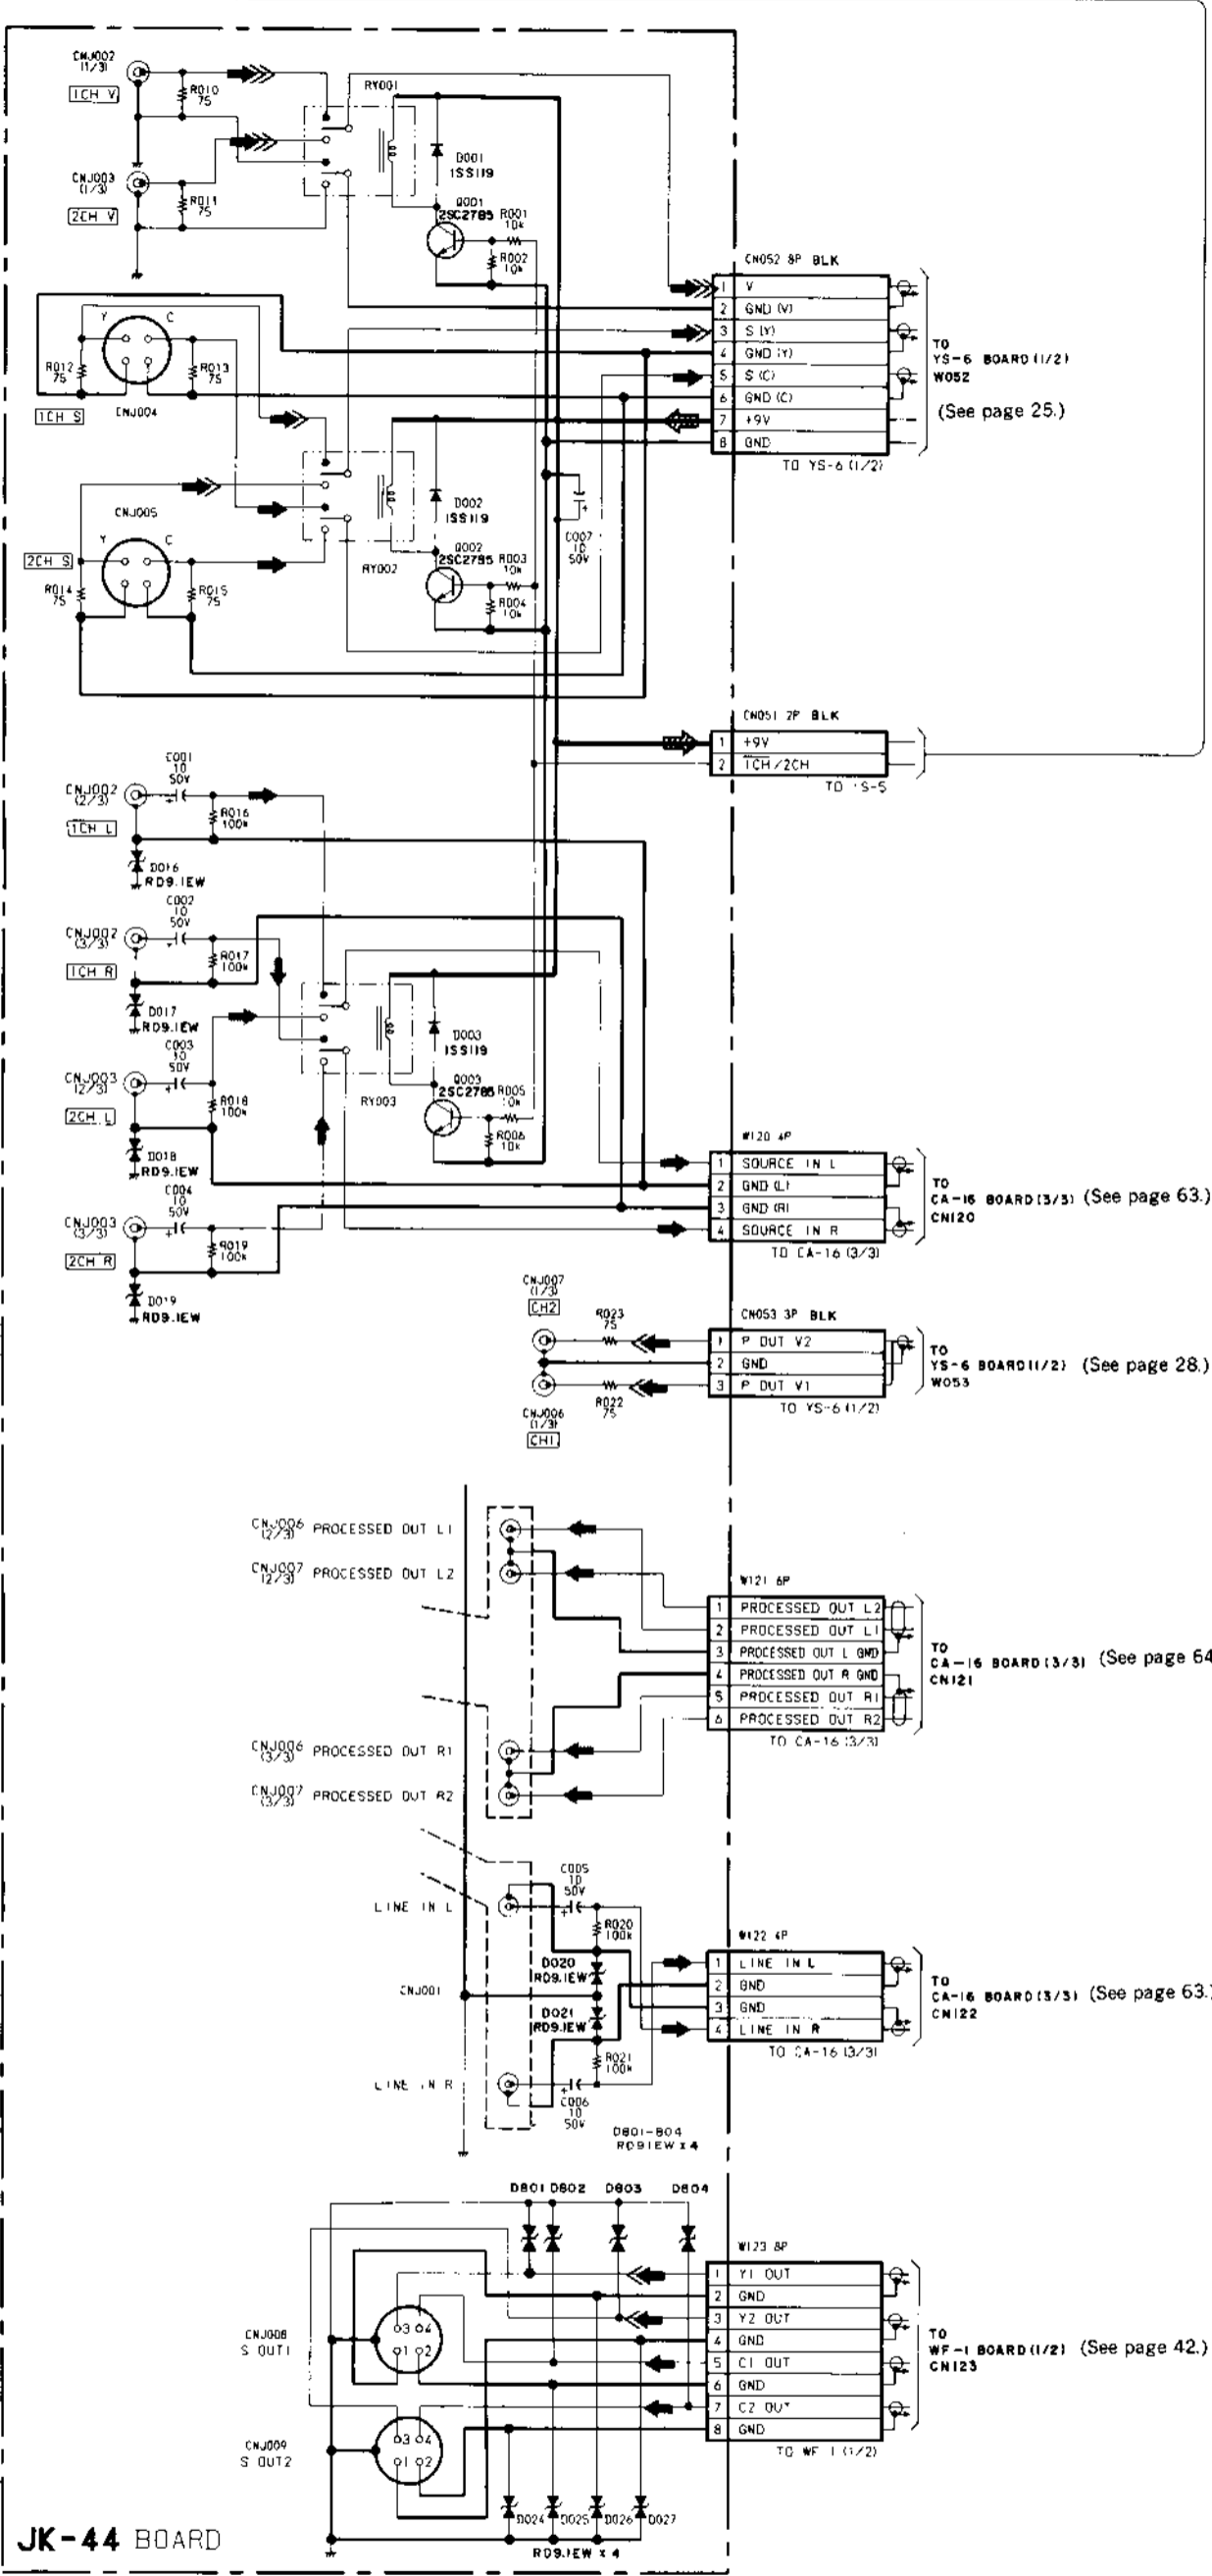 CNJ002
(1/3)
1CH V
R010
75
RY001
CNJ003
(1/3)
2CH V
R011
75
D001
1SS119
Q001
2SC2785
R001
10k
R002
10k
CN052 8P BLK
1 V
2 GND (V)
3 S (Y)
4 GND (Y)
5 S (C)
6 GND (C)
7 +9V
8 GND
TO YS-6 (1/2)
TO
YS-6 BOARD (1/2)
W052
(See page 25.)
Y C
R012
75
R013
75
1CH S
CNJ004
CNJ005
Y C
2CH S
R014
75
R015
75
RY002
D002
1SS119
Q002
2SC2785
R003
10k
R004
10k
C007
10
50V
CN051 2P BLK
1 +9V
2 1CH/2CH
TO YS-5
C001
10
50V
CNJ002
(2/3)
1CH L
R016
100k
D016
RD9.1EW
C002
10
50V
CNJ002
(3/3)
1CH R
R017
100k
D017
RD9.1EW
C003
10
50V
CNJ003
(2/3)
2CH L
R018
100k
D018
RD9.1EW
C004
10
50V
CNJ003
(3/3)
2CH R
R019
100k
D019
RD9.1EW
RY003
D003
1SS119
Q003
2SC2785
R005
10k
R006
10k
W120 4P
1 SOURCE IN L
2 GND (L)
3 GND (R)
4 SOURCE IN R
TO CA-16 (3/3)
TO
CA-16 BOARD (3/3) (See page 63.)
CN120
CNJ007
(1/3)
CH2
R023
75
R022
75
CNJ006
(1/3)
CH1
CN053 3P BLK
1 P OUT V2
2 GND
3 P OUT V1
TO YS-6 (1/2)
TO
YS-6 BOARD (1/2) (See page 28.)
W053
CNJ006
(2/3) PROCESSED OUT L1
CNJ007
(2/3) PROCESSED OUT L2
W121 6P
1 PROCESSED OUT L2
2 PROCESSED OUT L1
3 PROCESSED OUT L GND
4 PROCESSED OUT R GND
5 PROCESSED OUT R1
6 PROCESSED OUT R2
TO CA-16 (3/3)
TO
CA-16 BOARD (3/3) (See page 64
CN121
CNJ006
(3/3) PROCESSED OUT R1
CNJ007
(3/3) PROCESSED OUT R2
LINE IN L
C005
10
50V
R020
100k
D020
RD9.1EW
CNJ001
D021
RD9.1EW
R021
100k
LINE IN R
C006
10
50V
W122 4P
1 LINE IN L
2 GND
3 GND
4 LINE IN R
TO CA-16 (3/3)
TO
CA-16 BOARD (3/3) (See page 63.)
CN122
D801-804
RD91EW x 4
D801 D802 D803 D804
W123 8P
1 Y1 OUT
2 GND
3 Y2 OUT
4 GND
5 C1 OUT
6 GND
7 C2 OUT
8 GND
TO WF-1 (1/2)
TO
WF-1 BOARD (1/2) (See page 42.)
CN123
CNJ008
S OUT1
3 4
1 2
CNJ009
S OUT2
3 4
1 2
D024 D025 D026 D027
RD9.1EW x 4
JK-44 BOARD